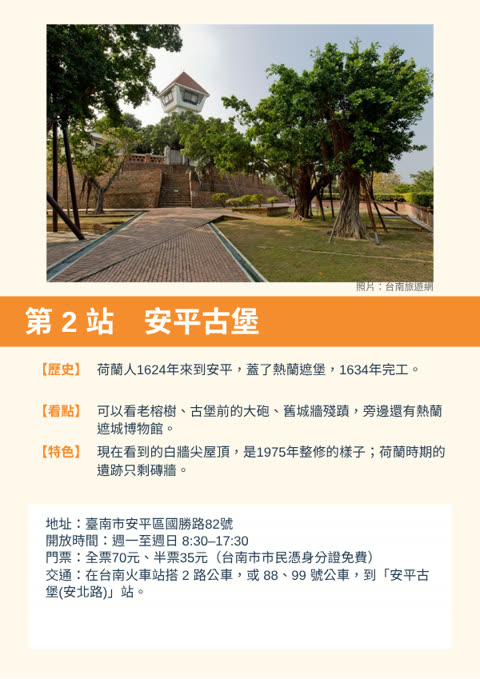 照片：台南旅遊網
第 2 站　安平古堡
【歷史】 荷蘭人1624年來到安平，蓋了熱蘭遮堡，1634年完工。
【看點】 可以看老榕樹、古堡前的大砲、舊城牆殘蹟，旁邊還有熱蘭
遮城博物館。
【特色】 現在看到的白牆尖屋頂，是1975年整修的樣子；荷蘭時期的
遺跡只剩磚牆。
地址：臺南市安平區國勝路82號
開放時間：週一至週日 8:30–17:30
門票：全票70元、半票35元（台南市市民憑身分證免費）
交通：在台南火車站搭 2 路公車，或 88、99 號公車，到「安平古
堡(安北路)」站。